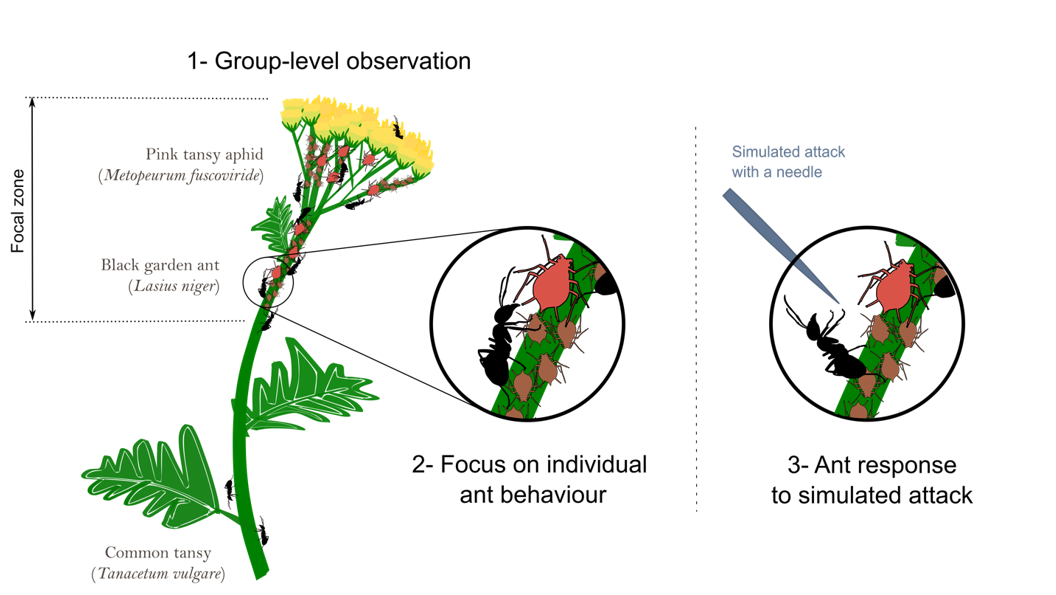 1- Group-level observation
Focal zone
Pink tansy aphid
(Metopeurum fuscoviride)
Black garden ant
(Lasius niger)
Common tansy
(Tanacetum vulgare)
2- Focus on individual
ant behaviour
Simulated attack
with a needle
3- Ant response
to simulated attack